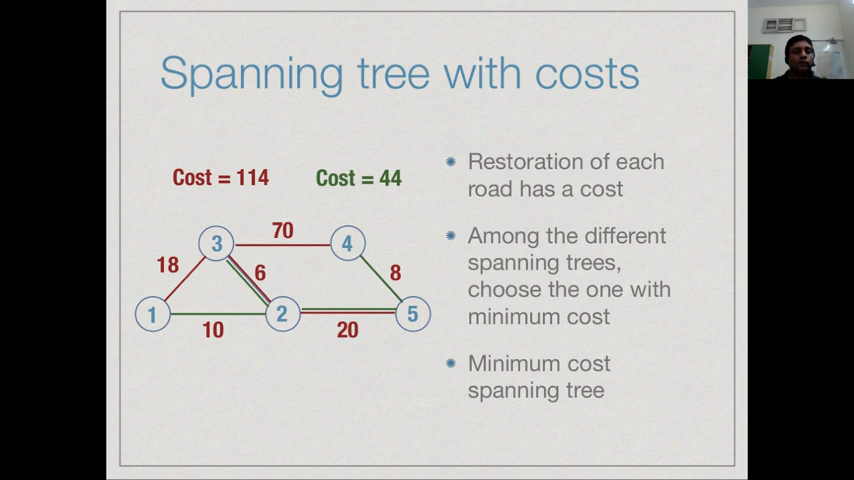 Spanning tree with costs
Cost = 114
Cost = 44
70
3
4
18
6
8
1
2
5
10
20
Restoration of each
road has a cost
Among the different
spanning trees,
choose the one with
minimum cost
Minimum cost
spanning tree